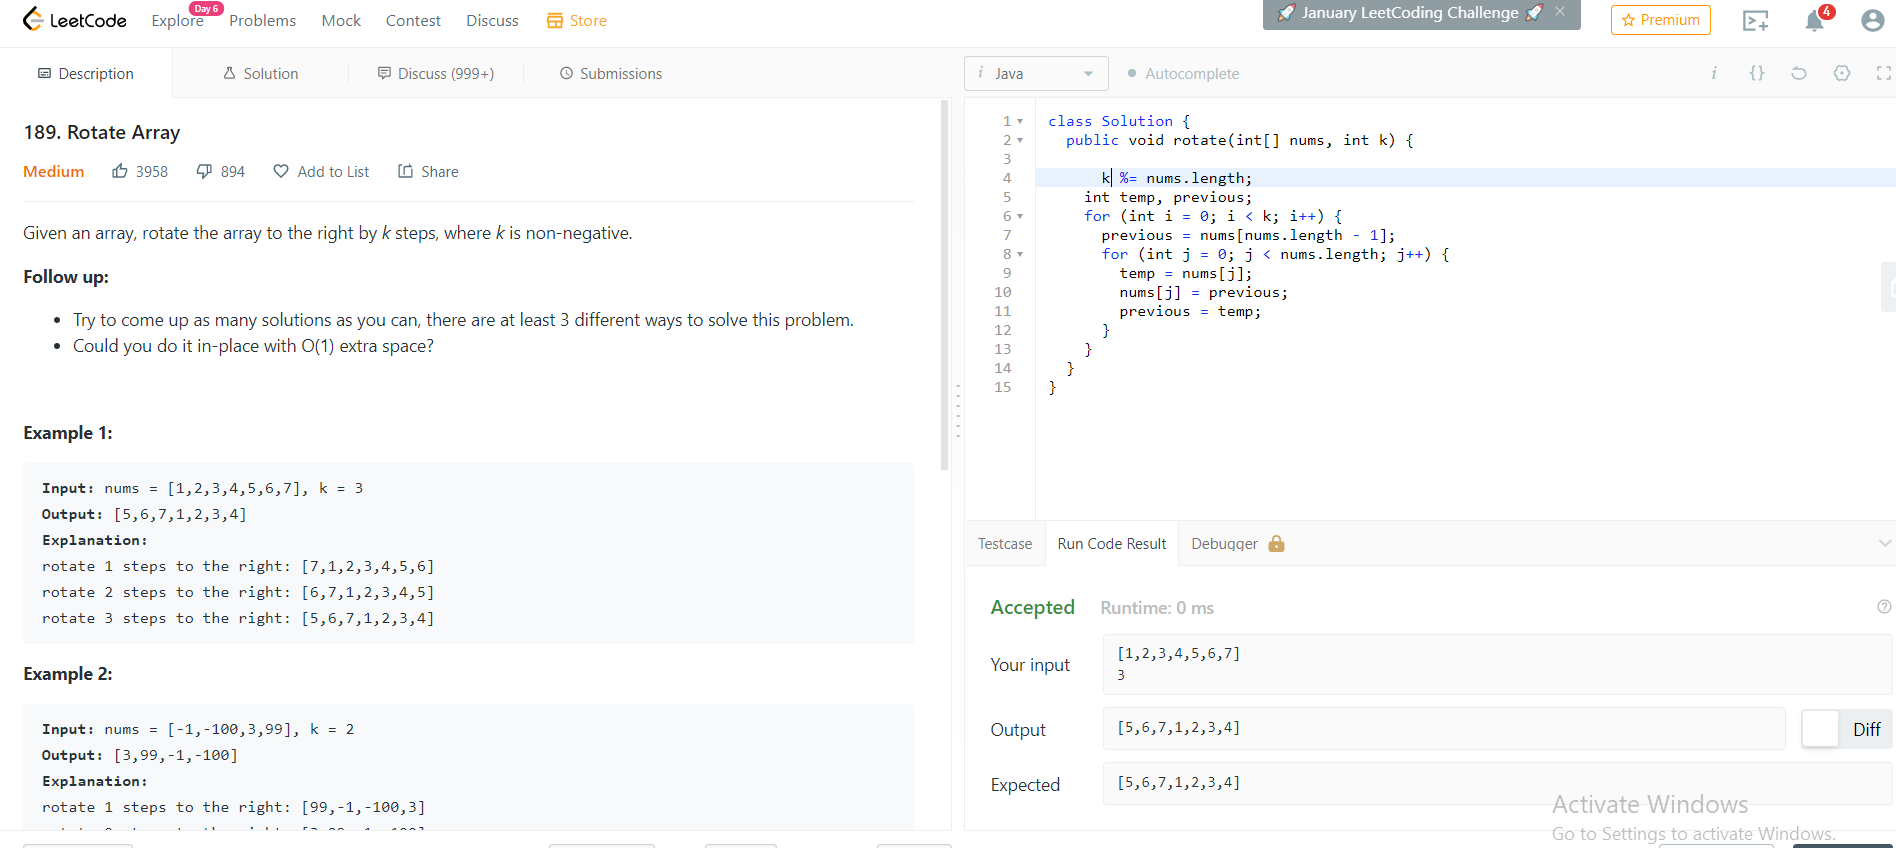 LeetCode
Explore
Day 6
Problems
Mock
Contest
Discuss
Store
January LeetCoding Challenge
Premium
4
Description
Solution
Discuss (999+)
Submissions
i Java
Autocomplete
i {}
189. Rotate Array
Medium 3958 894 Add to List Share
Given an array, rotate the array to the right by k steps, where k is non-negative.
Follow up:
• Try to come up as many solutions as you can, there are at least 3 different ways to solve this problem.
• Could you do it in-place with O(1) extra space?
Example 1:
Input: nums = [1,2,3,4,5,6,7], k = 3
Output: [5,6,7,1,2,3,4]
Explanation:
rotate 1 steps to the right: [7,1,2,3,4,5,6]
rotate 2 steps to the right: [6,7,1,2,3,4,5]
rotate 3 steps to the right: [5,6,7,1,2,3,4]
Example 2:
Input: nums = [-1,-100,3,99], k = 2
Output: [3,99,-1,-100]
Explanation:
rotate 1 steps to the right: [99,-1,-100,3]
1 class Solution {
2 public void rotate(int[] nums, int k) {
3
4 k %= nums.length;
5 int temp, previous;
6 for (int i = 0; i < k; i++) {
7 previous = nums[nums.length - 1];
8 for (int j = 0; j < nums.length; j++) {
9 temp = nums[j];
10 nums[j] = previous;
11 previous = temp;
12 }
13 }
14 }
15 }
Testcase
Run Code Result
Debugger
Accepted Runtime: 0 ms
Your input
[1,2,3,4,5,6,7]
3
Output
[5,6,7,1,2,3,4]
Diff
Expected
[5,6,7,1,2,3,4]
Activate Windows
Go to Settings to activate Windows.